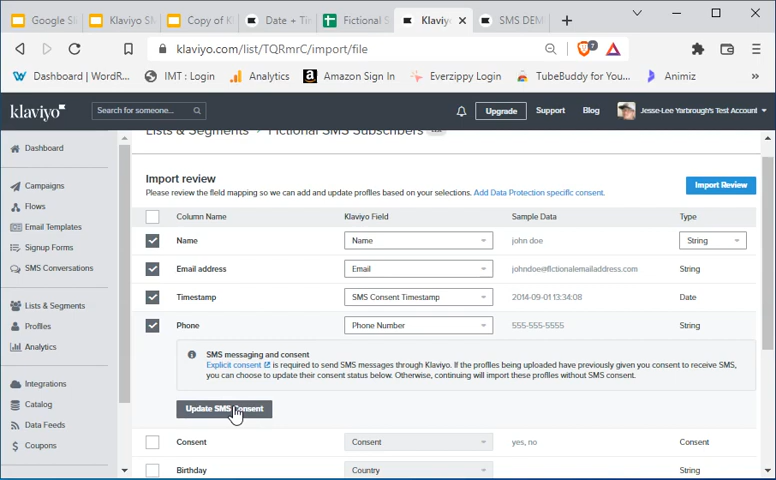 Google Sl
Klaviyo SM
Copy of Kl
Date + Tin
Fictional S
Klaviy
SMS DEM
klaviyo.com/list/TQRmrC/import/file
7
Dashboard | WordR...
IMT : Login
Analytics
Amazon Sign In
Everzippy Login
TubeBuddy for You...
Animiz
klaviyo
Search for someone...
Upgrade
Support
Blog
Jesse-Lee Yarbrough's Test Account
Lists & Segments > Fictional SMS Subscribers
Dashboard
Campaigns
Flows
Email Templates
Signup Forms
SMS Conversations
Lists & Segments
Profiles
Analytics
Integrations
Catalog
Data Feeds
Coupons
Import review
Please review the field mapping so we can add and update profiles based on your selections. Add Data Protection specific consent.
Import Review
Column Name Klaviyo Field Sample Data Type
Name Name john doe String
Email address Email johndoe@fictionalemailaddress.com String
Timestamp SMS Consent Timestamp 2014-09-01 13:34:08 Date
Phone Phone Number 555-555-5555 String
SMS messaging and consent
Explicit consent is required to send SMS messages through Klaviyo. If the profiles being uploaded have previously given you consent to receive SMS,
you can choose to update their consent status below. Otherwise, continuing will import these profiles without SMS consent.
Update SMS Consent
Consent Consent yes, no Consent
Birthday Country String